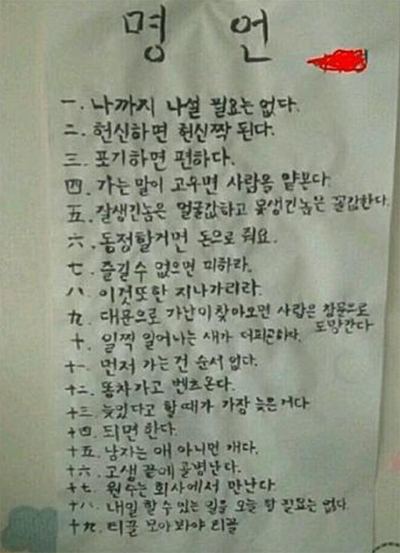 명 언
一. 나까지 나설 필요는 없다.
二. 헌신하면 헌신짝 된다.
三. 포기하면 편하다.
四. 가는 말이 고우면 사람을 얕본다.
五. 잘생긴놈은 얼굴값하고 못생긴놈은 꼴값한다.
六. 동정할거면 돈으로 줘요.
七. 즐길수 없으면 피하라.
八. 이것또한 지나가리라.
九. 대문으로 가난이찾아오면 사랑은 창문으로
도망간다
十. 일찍 일어나는 새가 더피곤하다.
十一. 먼저 가는건 순서 없다.
十二. 똥차가고 벤츠온다.
十三. 늦었다고 할때가 가장 늦은거다.
十四. 되면 한다.
十五. 남자는 애 아니면 개다.
十六. 고생 끝에 골병난다.
十七. 원수는 회사에서 만난다.
十八. 내일 할 수 있는 일을 오늘 할 필요는 없다.
十九. 티끌 모아봐야 티끌